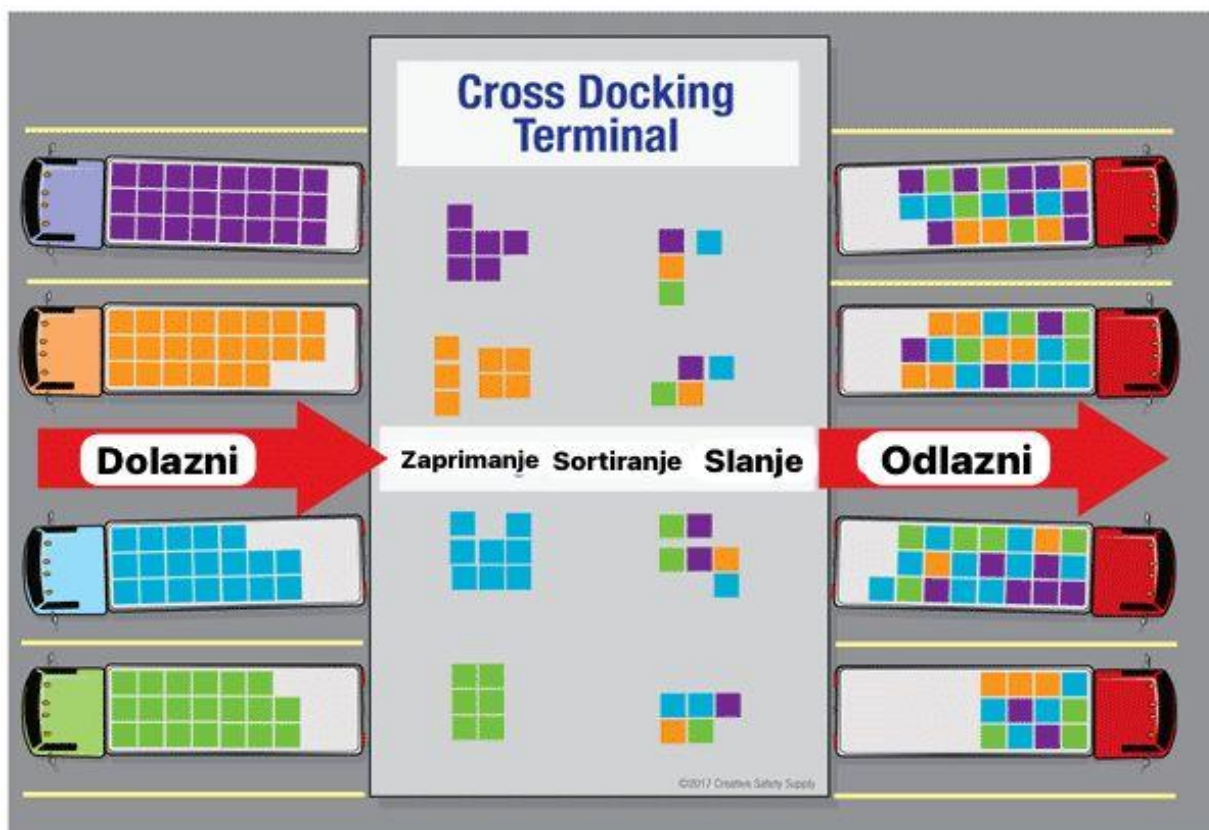 Cross Docking
Terminal
Dolazni
Zaprimanje Sortiranje Slanje
Odlazni
©2017 Creative Safety Supply